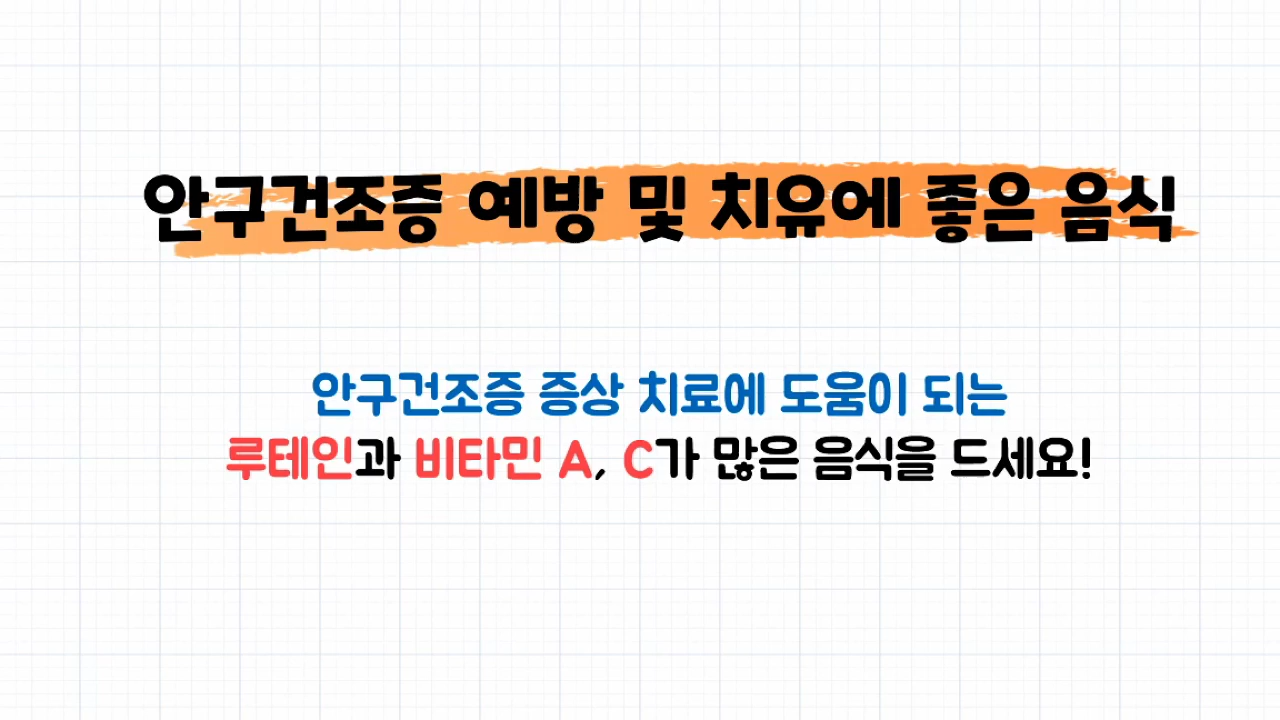 안구건조증 예방 및 치유에 좋은 음식
안구건조증 증상 치료에 도움이 되는
루테인과 비타민 A, C가 많은 음식을 드세요!